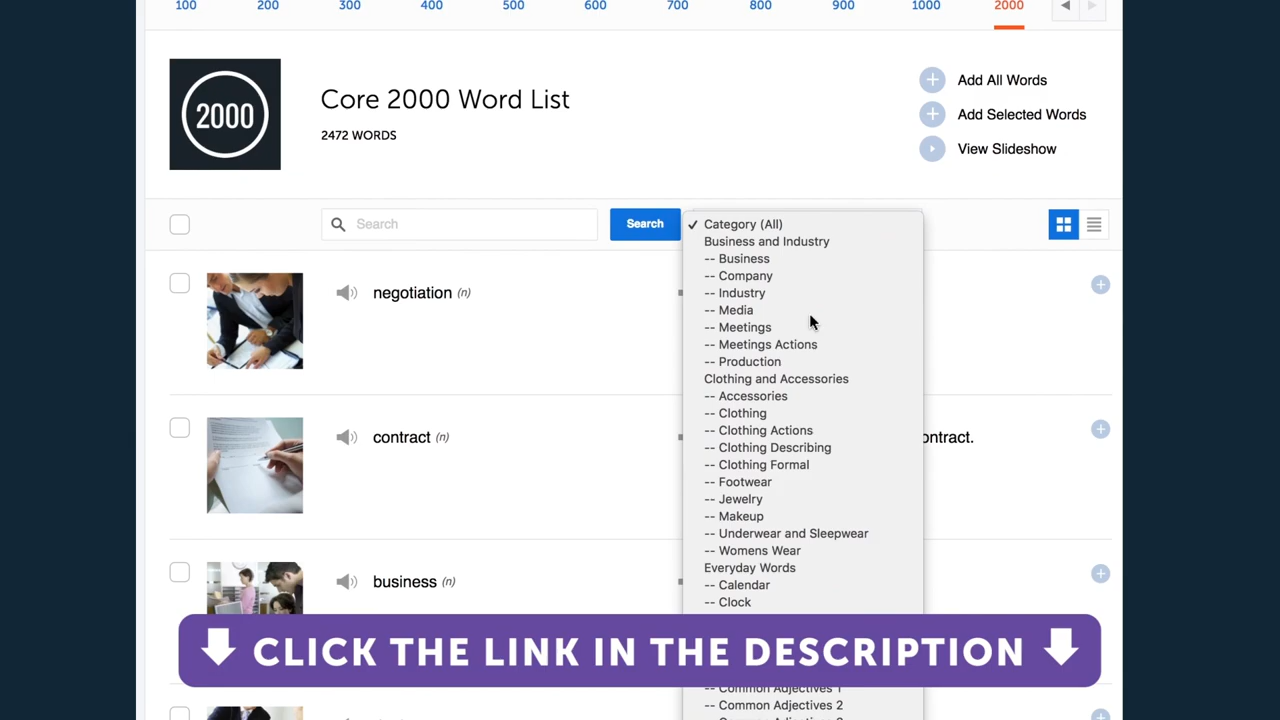 100 200 300 400 500 600 700 800 900 1000 2000
2000
Core 2000 Word List
2472 WORDS
Add All Words
Add Selected Words
View Slideshow
Search
Search
✓ Category (All)
Business and Industry
-- Business
-- Company
-- Industry
-- Media
-- Meetings
-- Meetings Actions
-- Production
Clothing and Accessories
-- Accessories
-- Clothing
-- Clothing Actions
-- Clothing Describing
-- Clothing Formal
-- Footwear
-- Jewelry
-- Makeup
-- Underwear and Sleepwear
-- Womens Wear
Everyday Words
-- Calendar
-- Clock
negotiation (n)
contract (n)
ontract.
business (n)
CLICK THE LINK IN THE DESCRIPTION
-- Common Adjectives 1
-- Common Adjectives 2